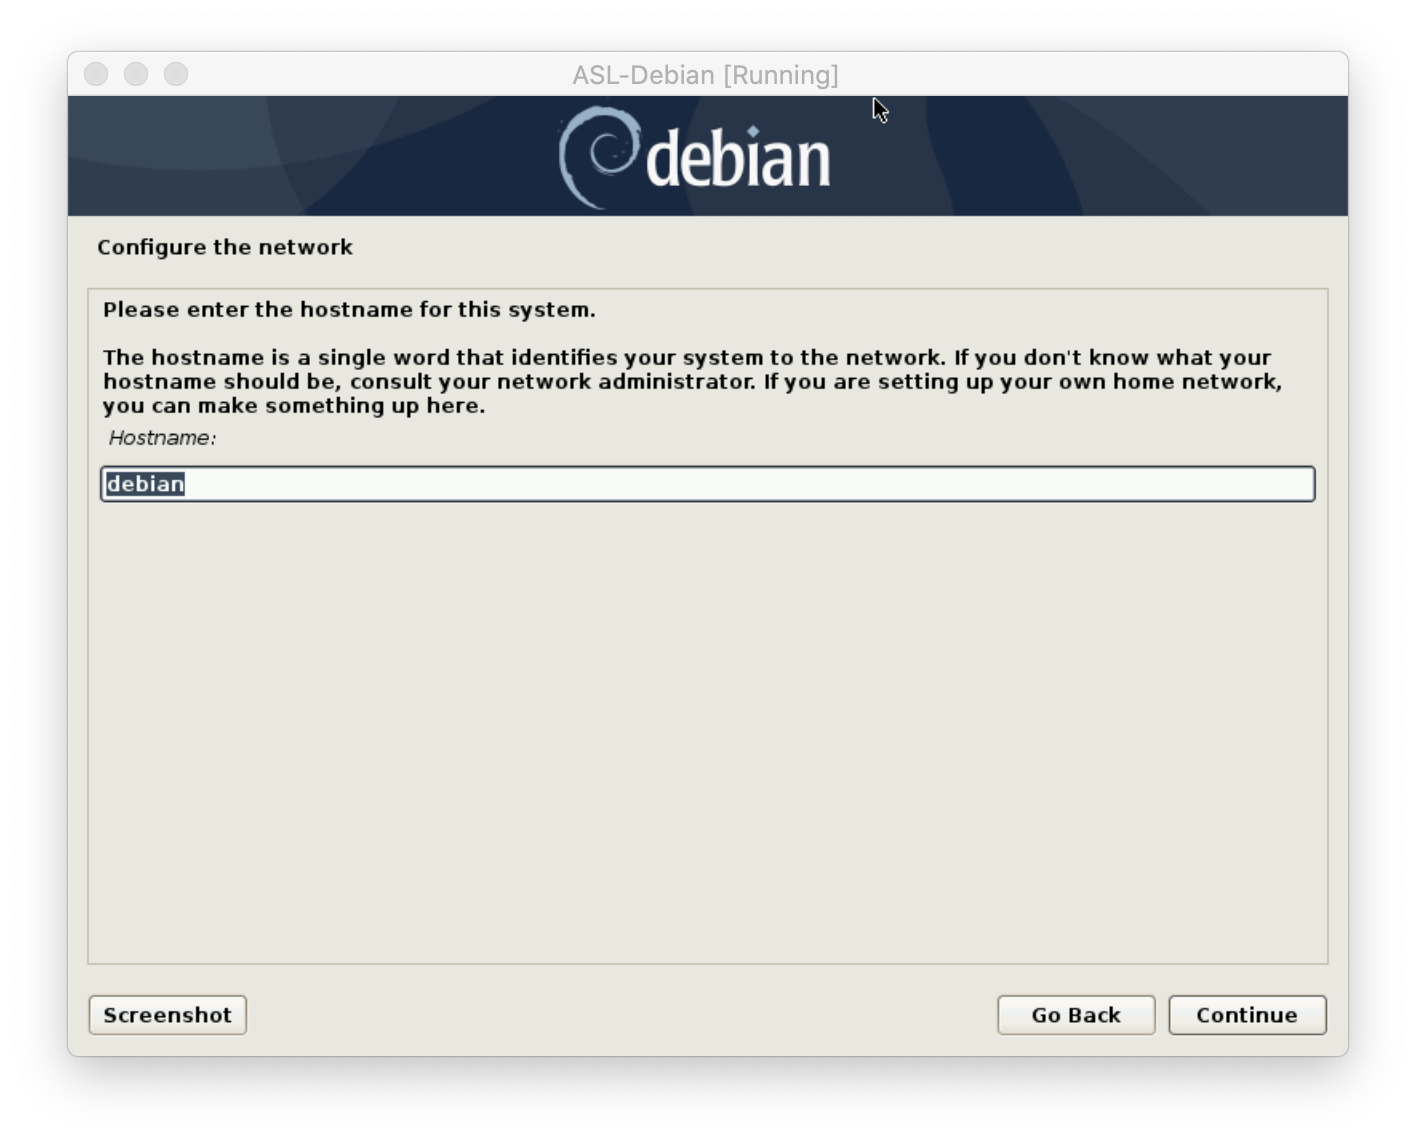 ASL-Debian [Running]
debian
Configure the network
Please enter the hostname for this system.
The hostname is a single word that identifies your system to the network. If you don't know what your
hostname should be, consult your network administrator. If you are setting up your own home network,
you can make something up here.
Hostname:
debian
Screenshot
Go Back
Continue